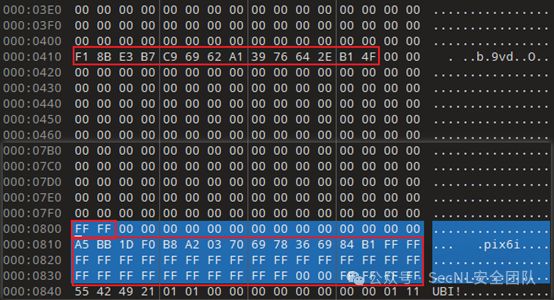 000:03E0 00 00 00 00 00 00 00 00 00 00 00 00 00 00 00 00 ................
000:03F0 00 00 00 00 00 00 00 00 00 00 00 00 00 00 00 00 ................
000:0400 00 00 00 00 00 00 00 00 00 00 00 00 00 00 00 00 ................
000:0410 F1 8B E3 B7 C9 69 62 A1 39 76 64 2E B1 4F 00 00 ..b.9vd..O..
000:0420 00 00 00 00 00 00 00 00 00 00 00 00 00 00 00 00 ................
000:0430 00 00 00 00 00 00 00 00 00 00 00 00 00 00 00 00 ................
000:0440 00 00 00 00 00 00 00 00 00 00 00 00 00 00 00 00 ................
000:0450 00 00 00 00 00 00 00 00 00 00 00 00 00 00 00 00 ................
000:0460 00 00 00 00 00 00 00 00 00 00 00 00 00 00 00 00 ................
000:07B0 00 00 00 00 00 00 00 00 00 00 00 00 00 00 00 00 ................
000:07C0 00 00 00 00 00 00 00 00 00 00 00 00 00 00 00 00 ................
000:07D0 00 00 00 00 00 00 00 00 00 00 00 00 00 00 00 00 ................
000:07E0 00 00 00 00 00 00 00 00 00 00 00 00 00 00 00 00 ................
000:07F0 00 00 00 00 00 00 00 00 00 00 00 00 00 00 00 00 ................
000:0800 FF FF 00 00 00 00 00 00 00 00 00 00 00 00 00 00 ... ..........
000:0810 A5 BB 1D F0 B8 A2 03 70 69 78 36 69 84 B1 FF FF ... .pix6i..
000:0820 FF FF FF FF FF FF FF FF FF FF FF FF FF FF FF FF
000:0830 FF FF FF FF FF FF FF FF FF FF 00 00 FF FF FF FF
000:0840 55 42 49 21 01 01 00 00 00 00 00 00 00 00 01 11 UBI!............
公众号 · SecNL安全团队